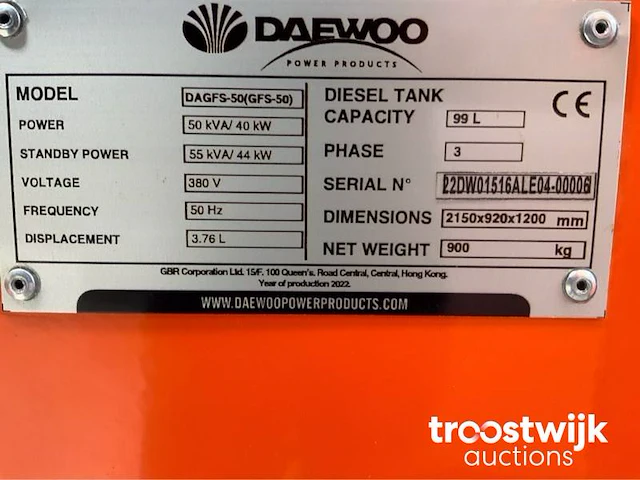 DAEWOO
POWER PRODUCTS
MODEL DAGFS-50(GFS-50)
POWER 50 kVA/ 40 kW
STANDBY POWER 55 kVA/ 44 kW
VOLTAGE 380 V
FREQUENCY 50 Hz
DISPLACEMENT 3.76 L
DIESEL TANK
CAPACITY 99 L
CE
PHASE 3
SERIAL N° 22DW01516ALE04-00006
DIMENSIONS 2150x920x1200 mm
NET WEIGHT 900 kg
GBR Corporation Ltd. 15/F. 100 Queen's. Road Central, Central, Hong Kong.
Year of production 2022.
WWW.DAEWOOPOWERPRODUCTS.COM
troostwijk
auctions